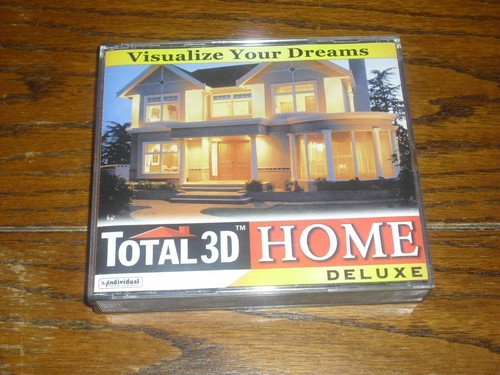 Visualize Your Dreams
TOTAL 3D™ HOME
DELUXE
individual